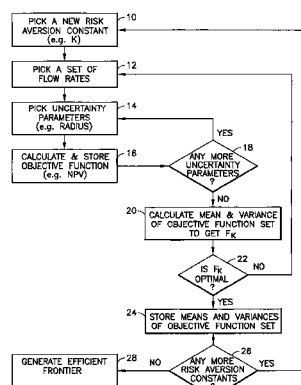 PICK A NEW RISK
AVERSION CONSTANT
(e.g. K)
10
PICK A SET OF
FLOW RATES
12
PICK UNCERTAINTY
PARAMETERS
(e.g. RADIUS)
14
CALCULATE & STORE
OBJECTIVE FUNCTION
(e.g. NPV)
16
YES
ANY MORE
UNCERTAINTY
PARAMETERS
?
18
NO
20
CALCULATE MEAN & VARIANCE
OF OBJECTIVE FUNCTION SET
TO GET FK
22
IS FK
OPTIMAL
?
NO
YES
24
STORE MEANS AND VARIANCES
OF OBJECTIVE FUNCTION SET
26
ANY MORE
RISK AVERSION
CONSTANTS
?
NO
YES
28
GENERATE EFFICIENT
FRONTIER